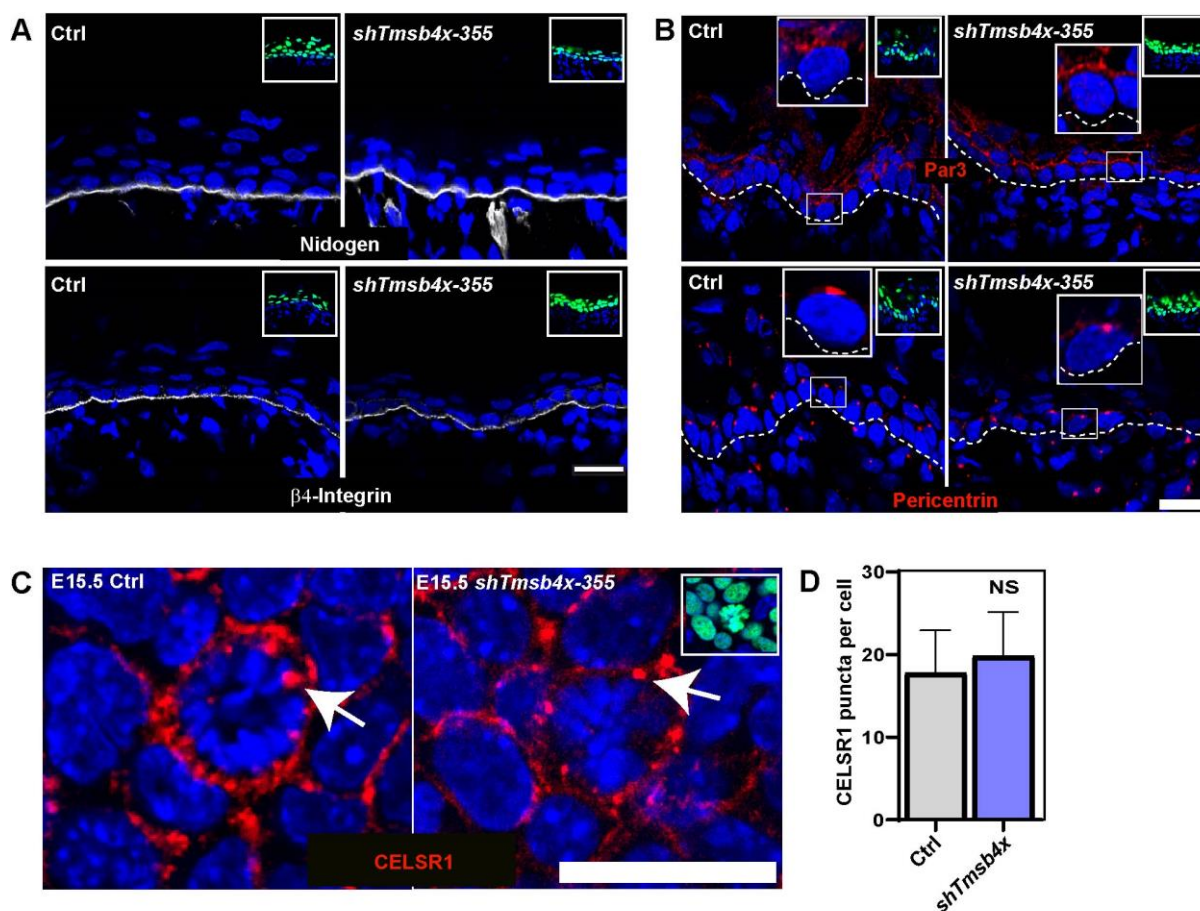 A
Ctrl
shTmsb4x-355
Nidogen
Ctrl
shTmsb4x-355
β4-Integrin
B
Ctrl
shTmsb4x-355
Par3
Ctrl
shTmsb4x-355
Pericentrin
C
E15.5 Ctrl
E15.5 shTmsb4x-355
CELSR1
D
CELSR1 puncta per cell
30
20
10
0
NS
Ctrl
shTmsb4x